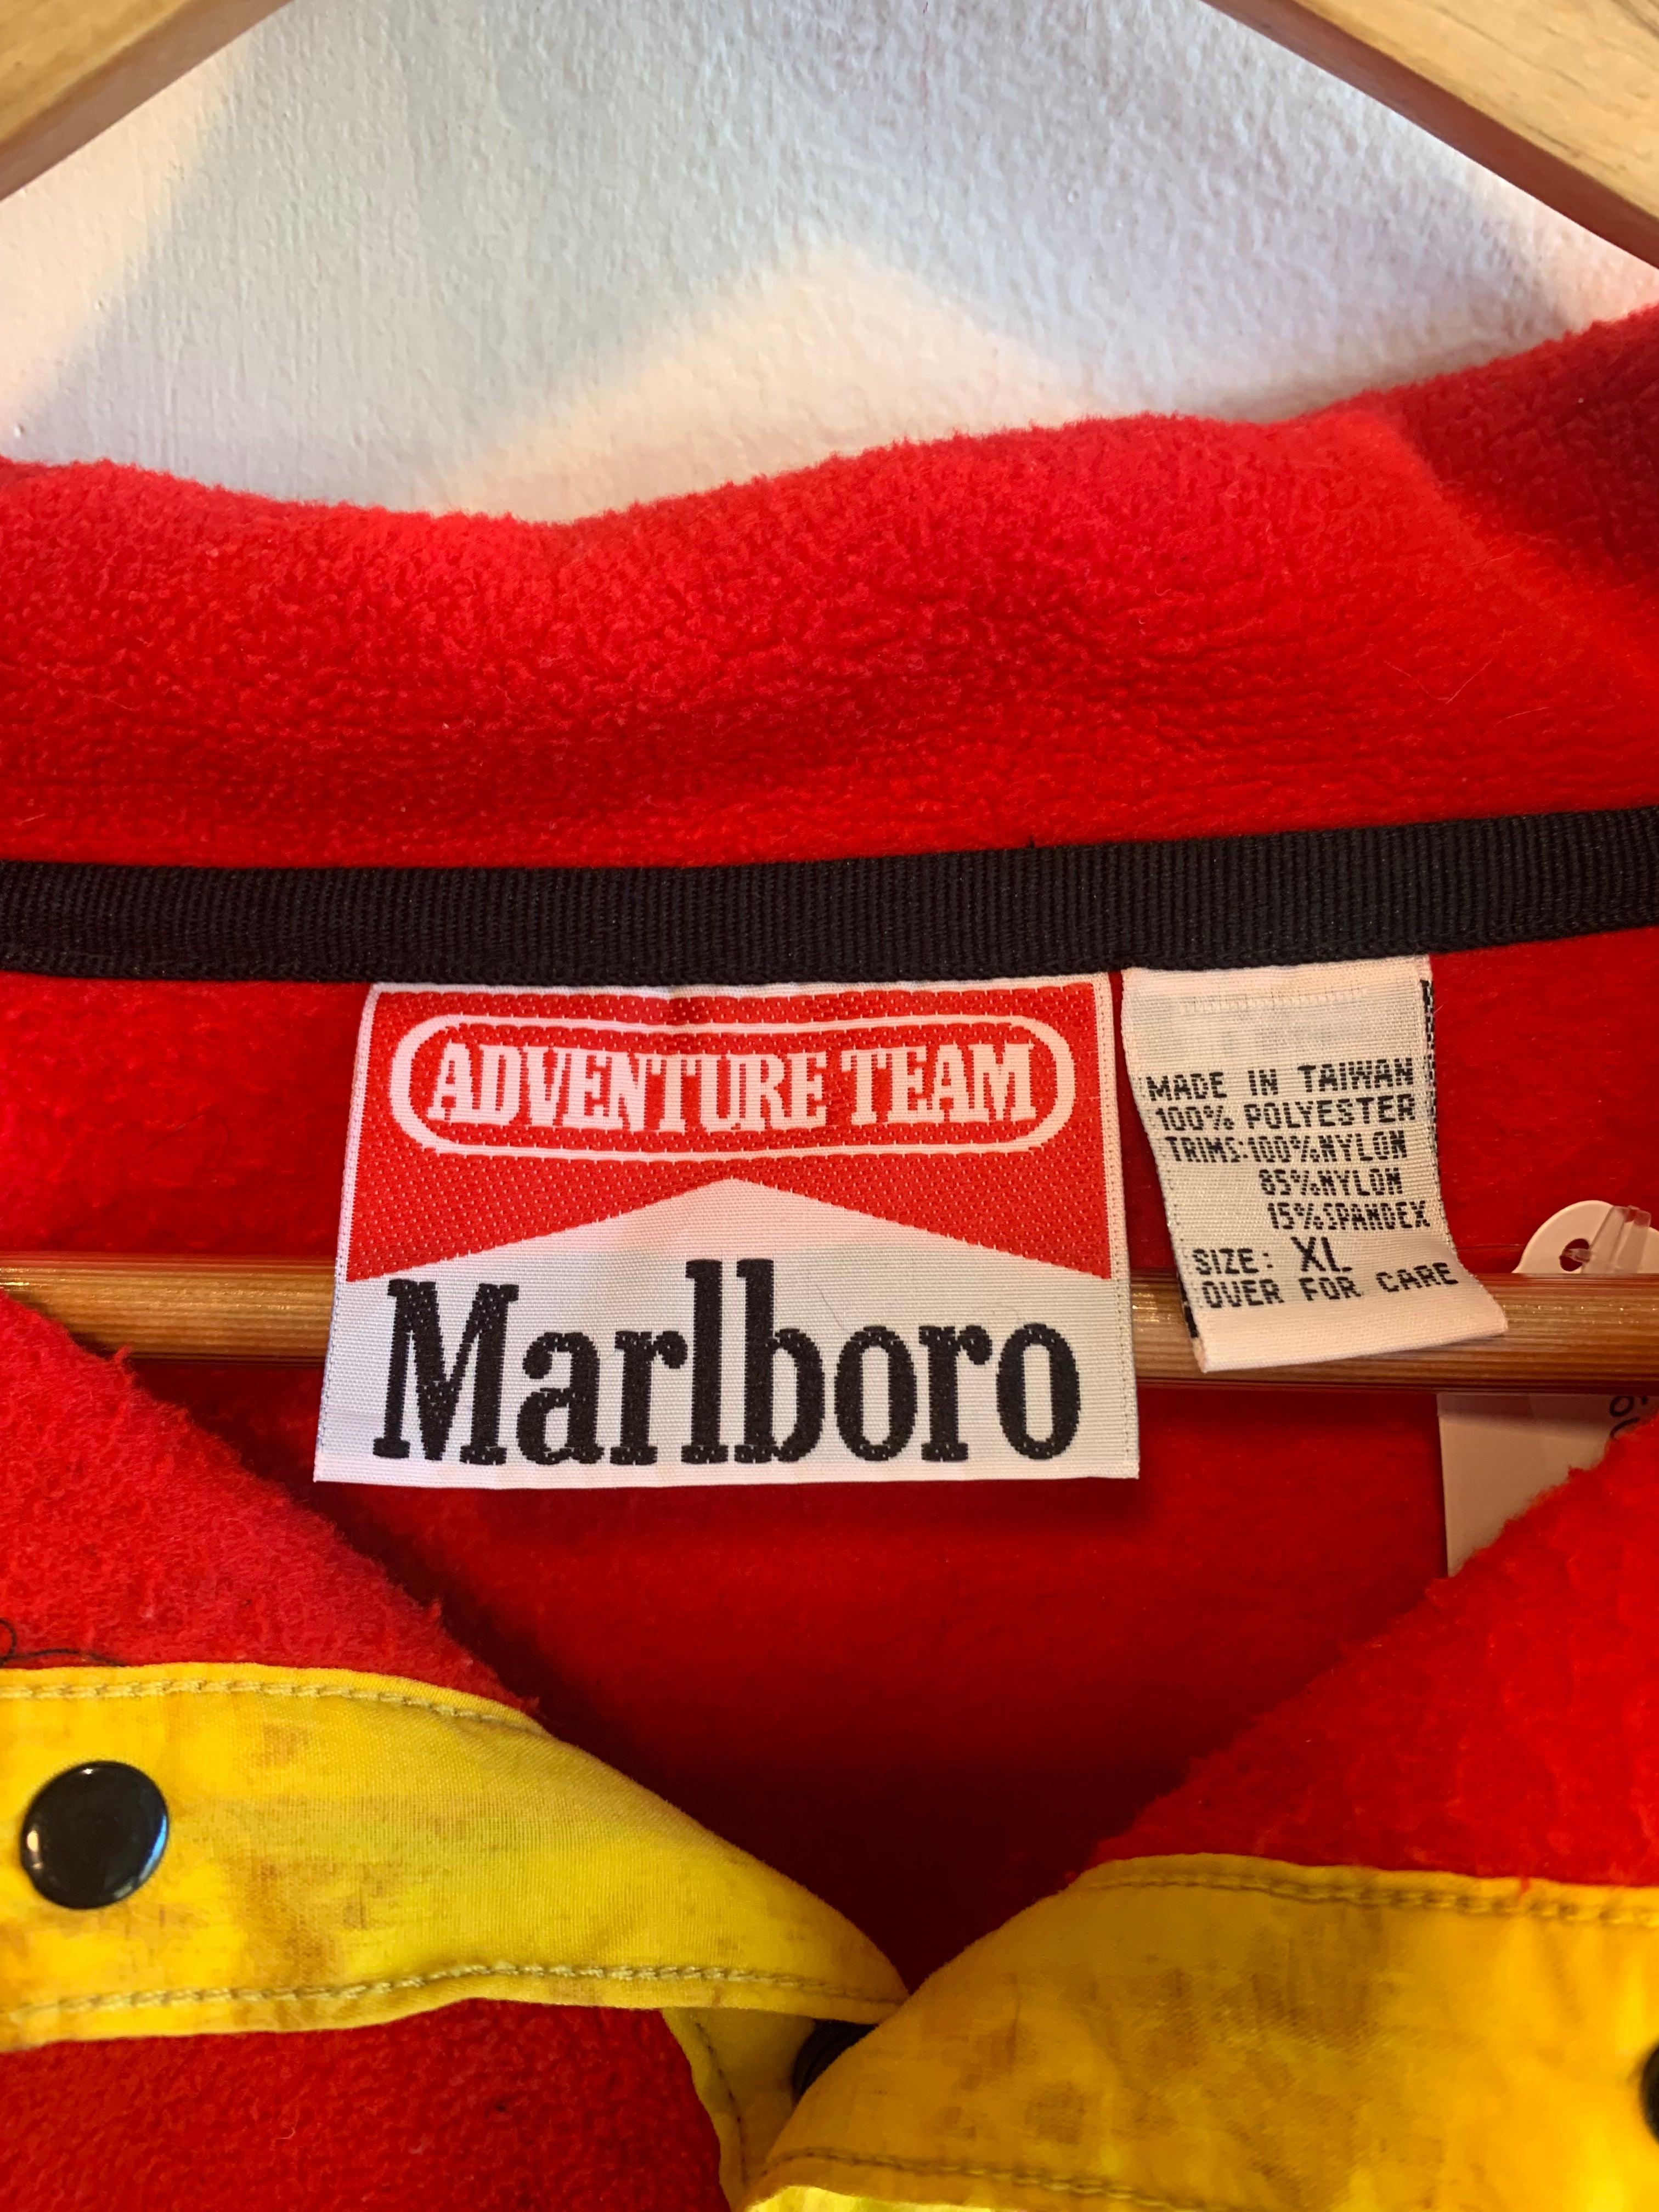 ADVENTURE TEAM
Marlboro
MADE IN TAIWAN
100% POLYESTER
TRIMS:100%NYLON
85%NYLON
15%SPANDEX
SIZE: XL
OVER FOR CARE